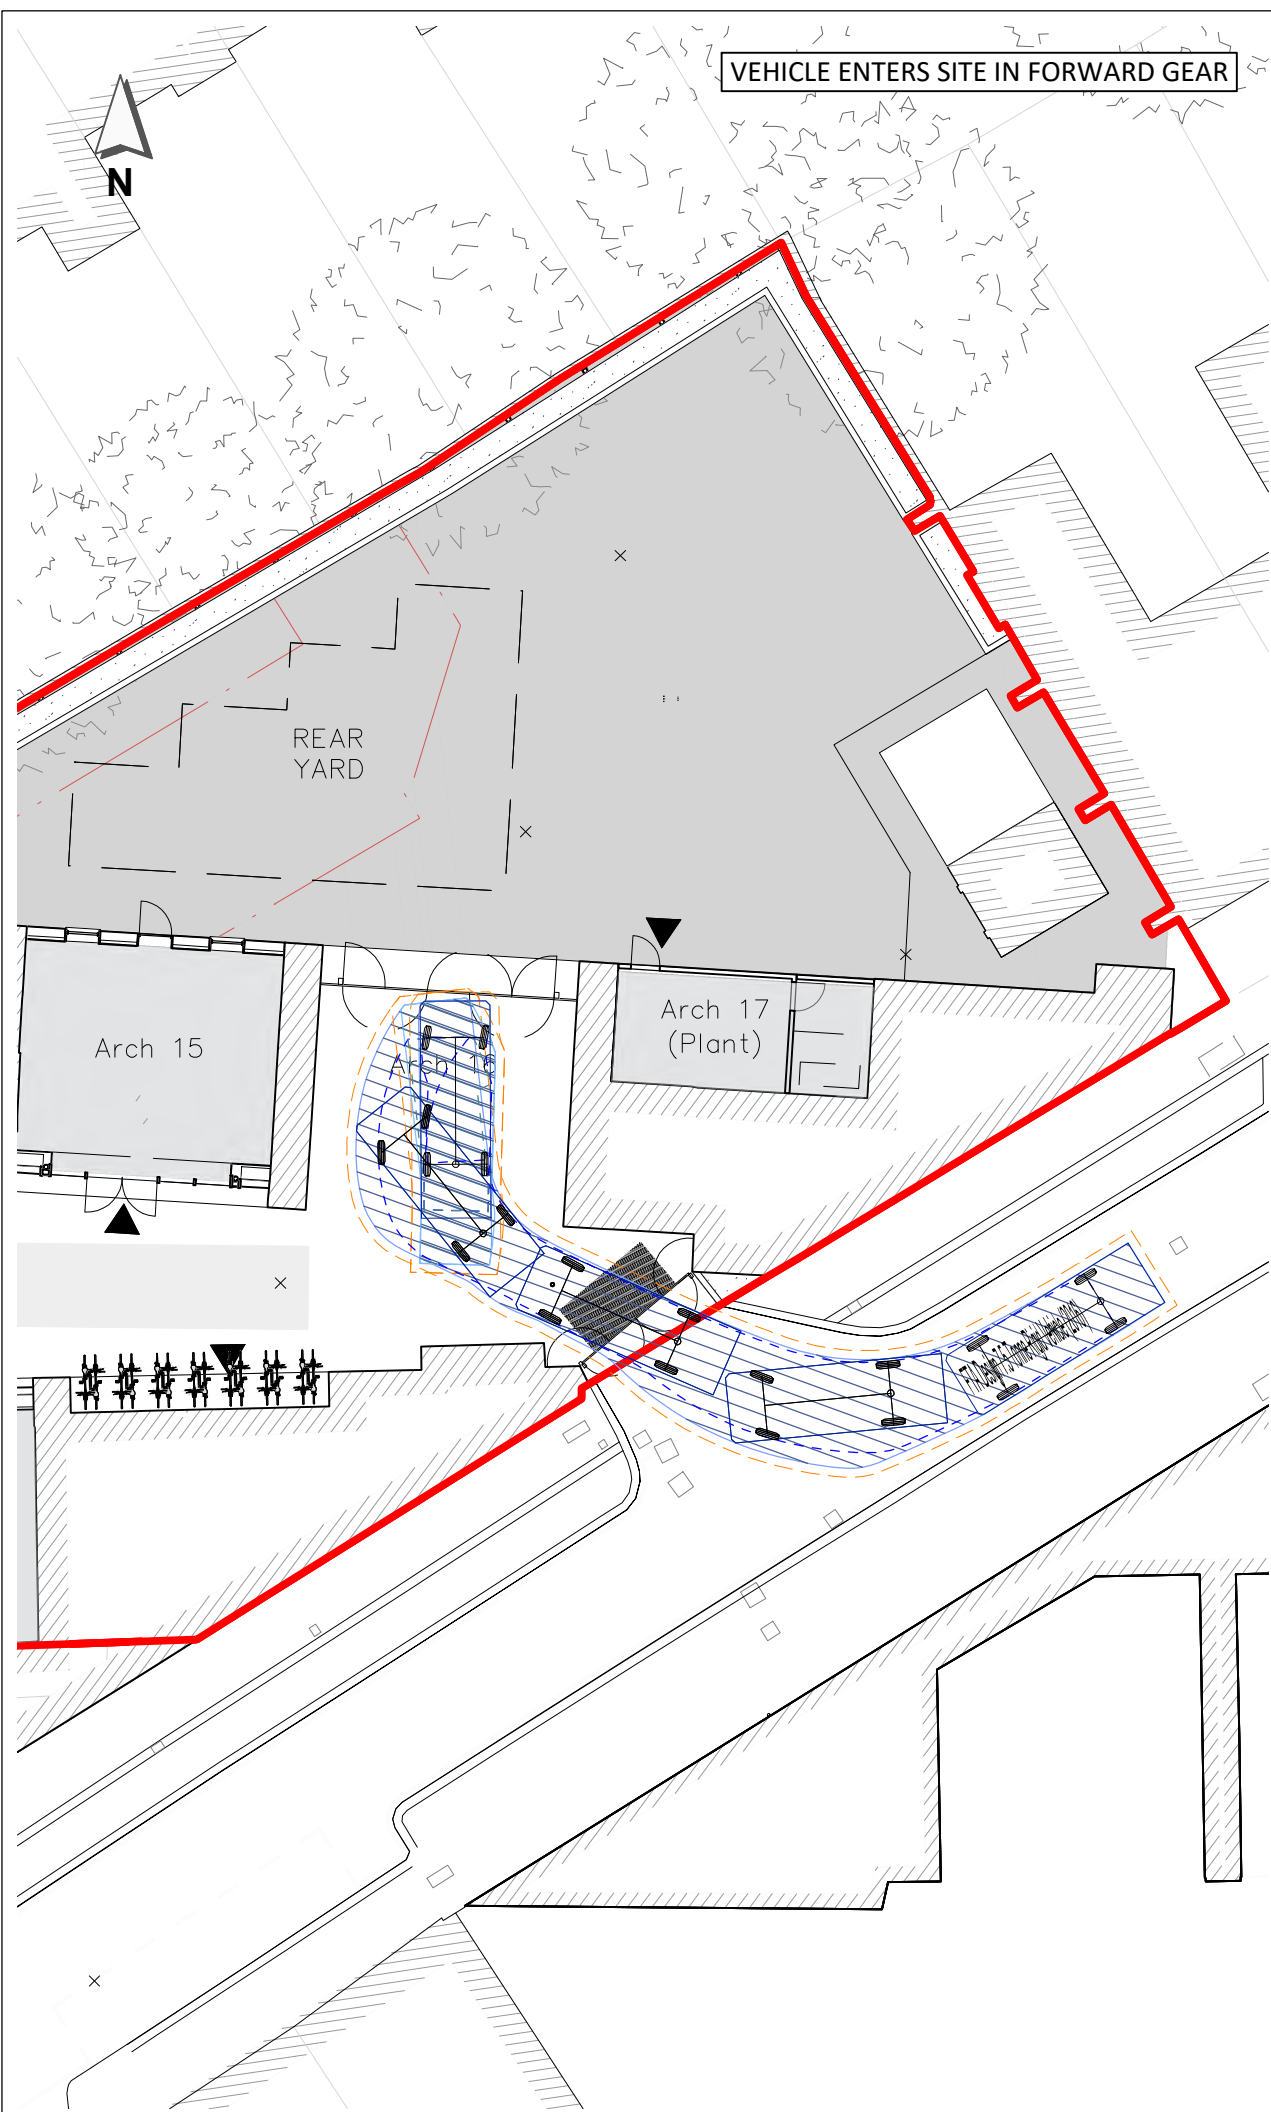 VEHICLE ENTERS SITE IN FORWARD GEAR
N
REAR
YARD
Arch 17
(Plant)
Arch 15